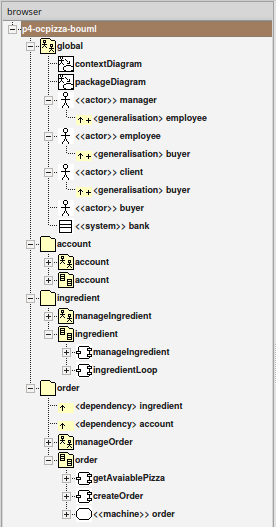 browser
p4-ocpizza-bouml
global
contextDiagram
packageDiagram
<<actor>> manager
<generalisation> employee
<<actor>> employee
<generalisation> buyer
<<actor>> client
<generalisation> buyer
<<actor>> buyer
<<system>> bank
account
account
account
ingredient
manageIngredient
ingredient
manageIngredient
ingredientLoop
order
<dependency> ingredient
<dependency> account
manageOrder
order
getAvaiablePizza
createOrder
<<machine>> order